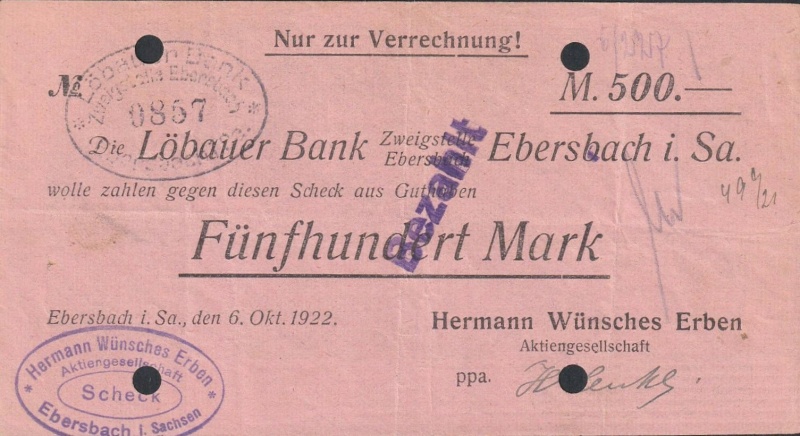 Nur zur Verrechnung!
№ 0857
Löbauer Bank
Zweigstelle Ebersbach
M. 500.—
Die Löbauer Bank Zweigstelle Ebersbach Ebersbach i. Sa.
wolle zahlen gegen diesen Scheck aus Guthaben
Bezahlt
Fünfhundert Mark
Ebersbach i. Sa., den 6. Okt. 1922.
Hermann Wünsches Erben
Aktiengesellschaft
ppa.
* Hermann Wünsches Erben *
Aktiengesellschaft
Scheck
Ebersbach i. Sachsen